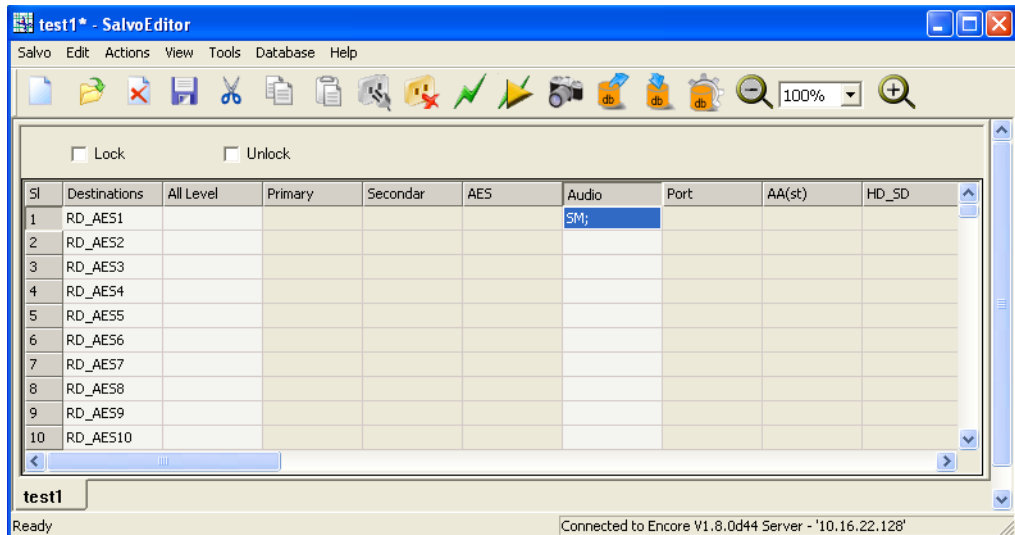 test1* - SalvoEditor
Salvo Edit Actions View Tools Database Help
db db db 100%
Lock Unlock
Sl Destinations All Level Primary Secondar AES Audio Port AA(st) HD_SD
1 RD_AES1 SM;
2 RD_AES2
3 RD_AES3
4 RD_AES4
5 RD_AES5
6 RD_AES6
7 RD_AES7
8 RD_AES8
9 RD_AES9
10 RD_AES10
test1
Ready Connected to Encore V1.8.0d44 Server - '10.16.22.128'